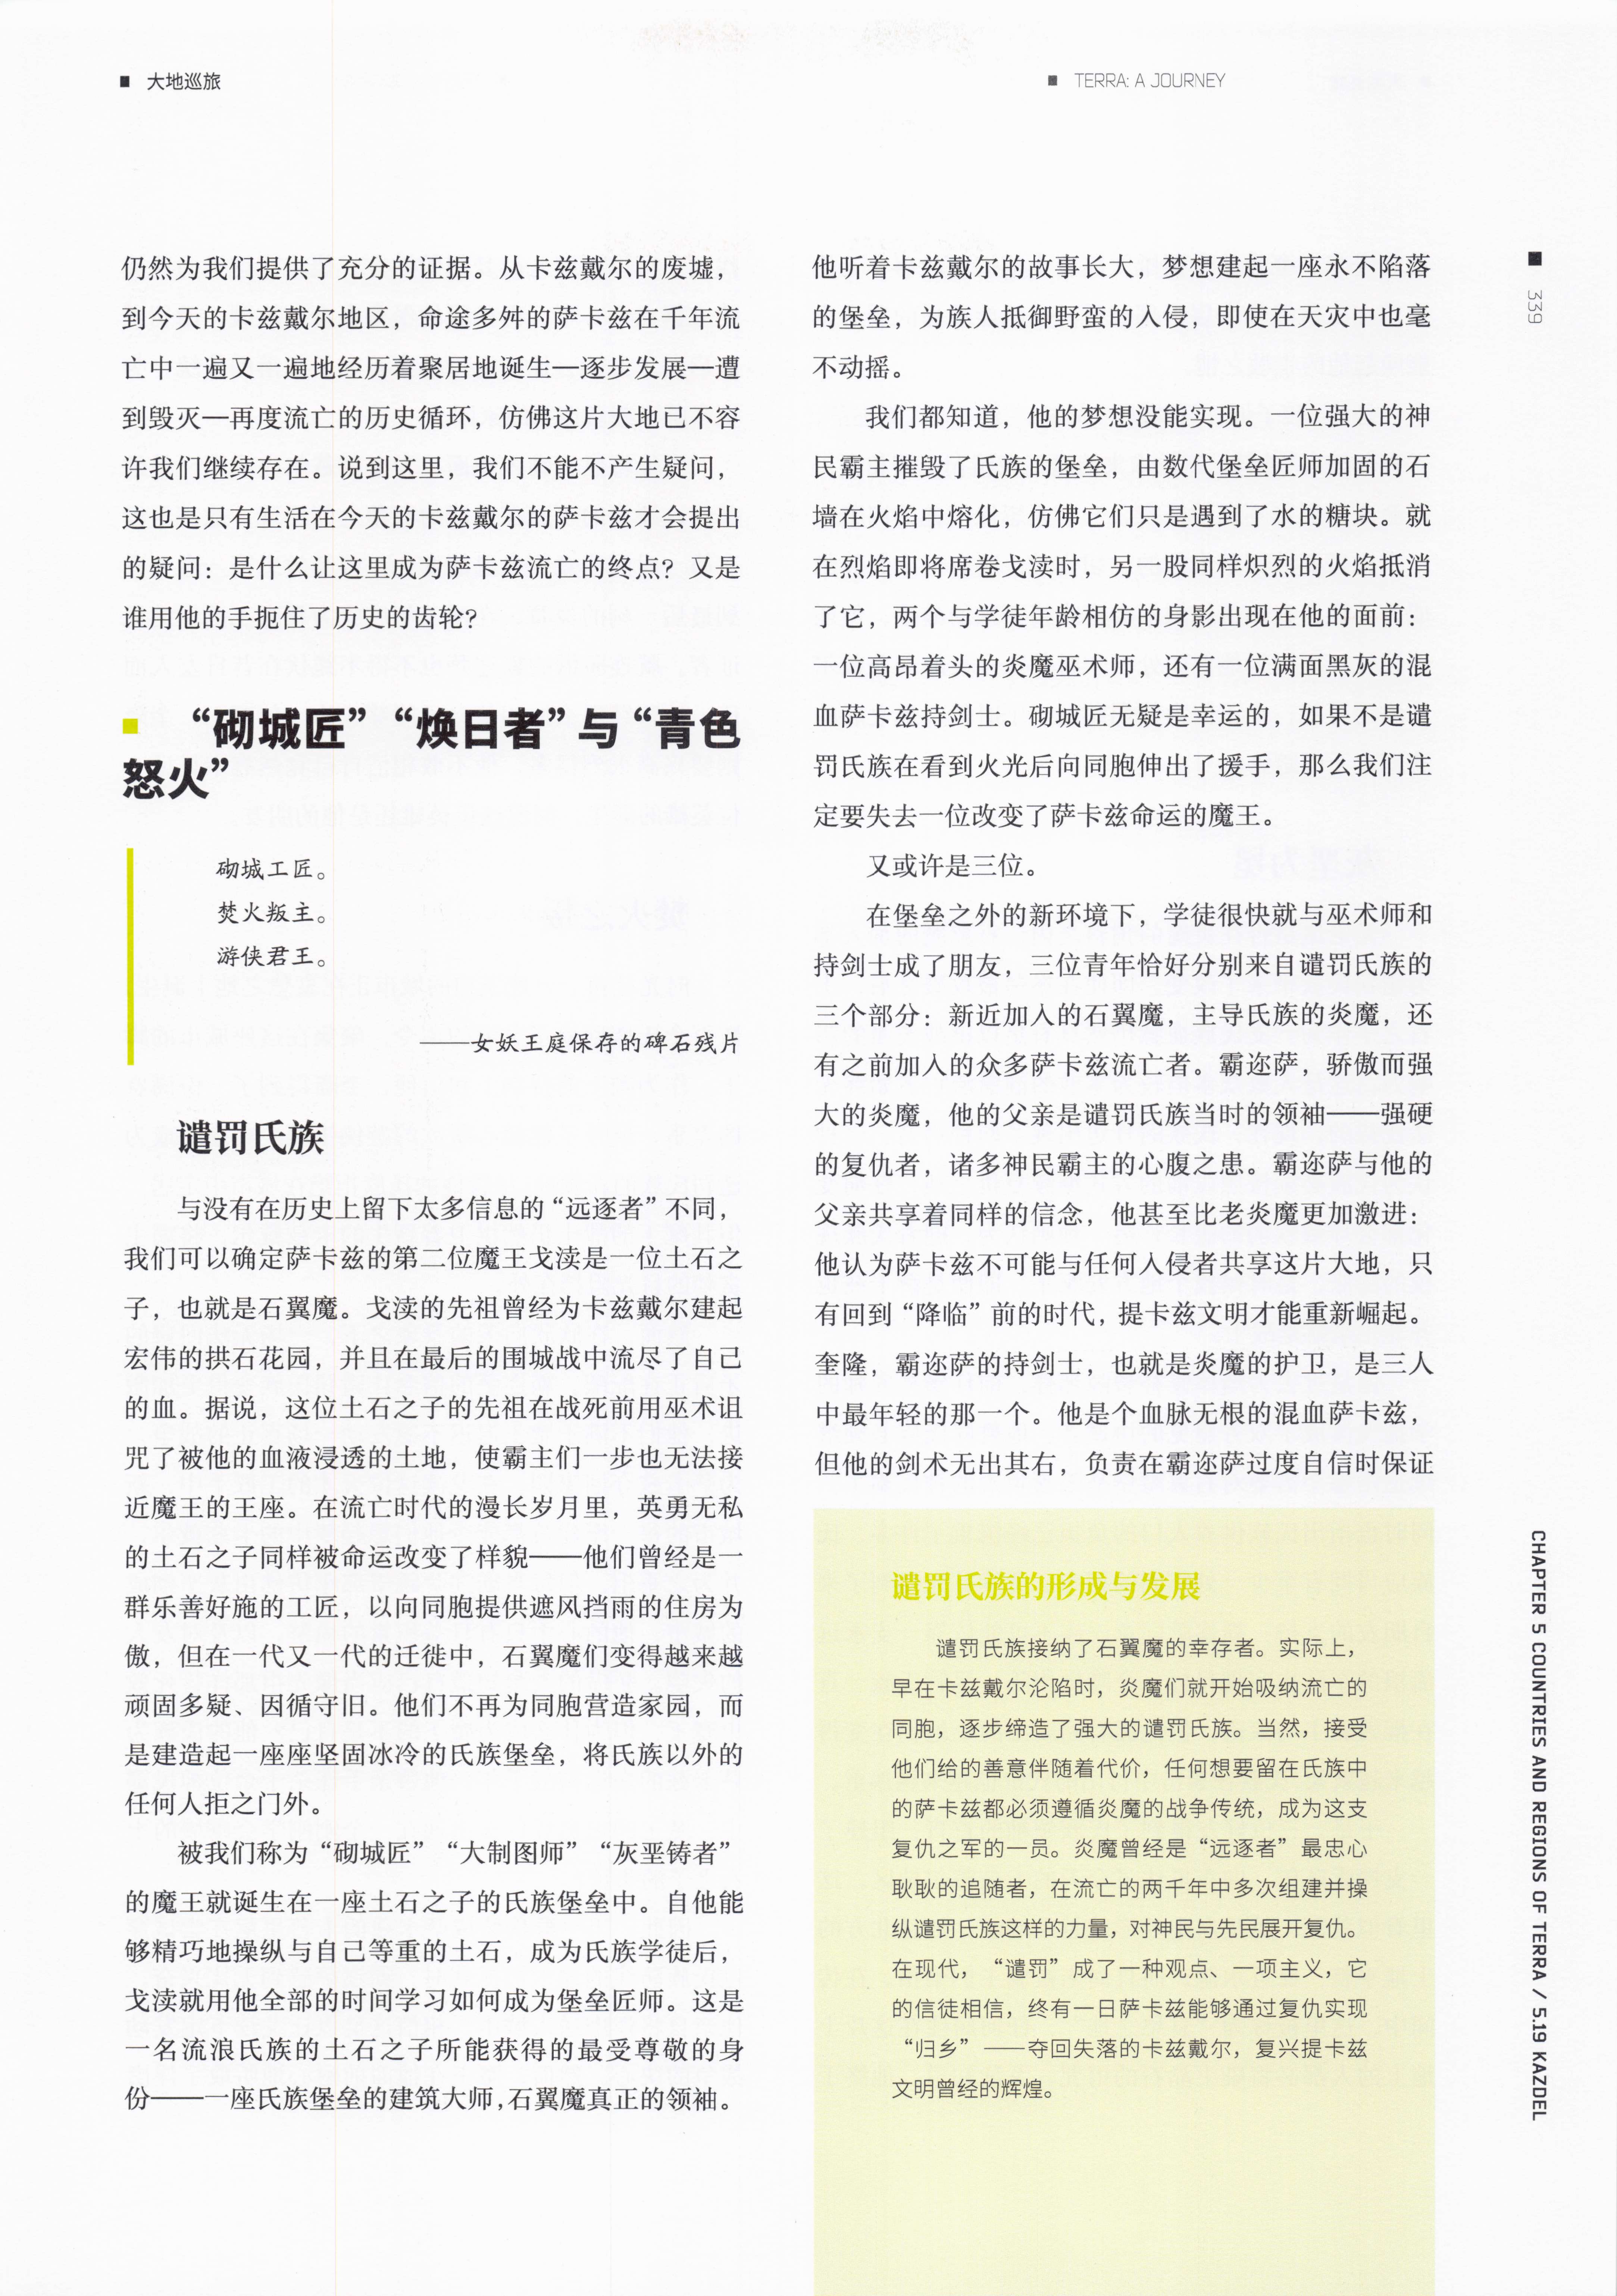 大地巡旅
TERRA: A JOURNEY
仍然为我们提供了充分的证据。从卡兹戴尔的废墟，
到今天的卡兹戴尔地区，命途多舛的萨卡兹在千年流
亡中一遍又一遍地经历着聚居地诞生—逐步发展—遭
到毁灭—再度流亡的历史循环，仿佛这片大地已不容
许我们继续存在。说到这里，我们不能不产生疑问，
这也是只有生活在今天的卡兹戴尔的萨卡兹才会提出
的疑问：是什么让这里成为萨卡兹流亡的终点？又是
谁用他的手扼住了历史的齿轮？
“砌城匠”“焕日者”与“青色
怒火”
砌城工匠。
焚火叛主。
游侠君王。
——女妖王庭保存的碑石残片
谴罚氏族
与没有在历史上留下太多信息的“远逐者”不同，
我们可以确定萨卡兹的第二位魔王戈渎是一位土石之
子，也就是石翼魔。戈渎的先祖曾经为卡兹戴尔建起
宏伟的拱石花园，并且在最后的围城战中流尽了自己
的血。据说，这位土石之子的先祖在战死前用巫术诅
咒了被他的血液浸透的土地，使霸主们一步也无法接
近魔王的王座。在流亡时代的漫长岁月里，英勇无私
的土石之子同样被命运改变了样貌——他们曾经是一
群乐善好施的工匠，以向同胞提供遮风挡雨的住房为
傲，但在一代又一代的迁徙中，石翼魔们变得越来越
顽固多疑、因循守旧。他们不再为同胞营造家园，而
是建造起一座座坚固冰冷的氏族堡垒，将氏族以外的
任何人拒之门外。
被我们称为“砌城匠”“大制图师”“灰垩铸者”
的魔王就诞生在一座土石之子的氏族堡垒中。自他能
够精巧地操纵与自己等重的土石，成为氏族学徒后，
戈渎就用他全部的时间学习如何成为堡垒匠师。这是
一名流浪氏族的土石之子所能获得的最受尊敬的身
份——一座氏族堡垒的建筑大师，石翼魔真正的领袖。
他听着卡兹戴尔的故事长大，梦想建起一座永不陷落
的堡垒，为族人抵御野蛮的入侵，即使在天灾中也毫
不动摇。
我们都知道，他的梦想没能实现。一位强大的神
民霸主摧毁了氏族的堡垒，由数代堡垒匠师加固的石
墙在火焰中熔化，仿佛它们只是遇到了水的糖块。就
在烈焰即将席卷戈渎时，另一股同样炽烈的火焰抵消
了它，两个与学徒年龄相仿的身影出现在他的面前：
一位高昂着头的炎魔巫术师，还有一位满面黑灰的混
血萨卡兹持剑士。砌城匠无疑是幸运的，如果不是谴
罚氏族在看到火光后向同胞伸出了援手，那么我们注
定要失去一位改变了萨卡兹命运的魔王。
又或许是三位。
在堡垒之外的新环境下，学徒很快就与巫术师和
持剑士成了朋友，三位青年恰好分别来自谴罚氏族的
三个部分：新近加入的石翼魔，主导氏族的炎魔，还
有之前加入的众多萨卡兹流亡者。霸迩萨，骄傲而强
大的炎魔，他的父亲是谴罚氏族当时的领袖——强硬
的复仇者，诸多神民霸主的心腹之患。霸迩萨与他的
父亲共享着同样的信念，他甚至比老炎魔更加激进：
他认为萨卡兹不可能与任何入侵者共享这片大地，只
有回到“降临”前的时代，提卡兹文明才能重新崛起。
奎隆，霸迩萨的持剑士，也就是炎魔的护卫，是三人
中最年轻的那一个。他是个血脉无根的混血萨卡兹，
但他的剑术无出其右，负责在霸迩萨过度自信时保证
谴罚氏族的形成与发展
谴罚氏族接纳了石翼魔的幸存者。实际上，
早在卡兹戴尔沦陷时，炎魔们就开始吸纳流亡的
同胞，逐步缔造了强大的谴罚氏族。当然，接受
他们给的善意伴随着代价，任何想要留在氏族中
的萨卡兹都必须遵循炎魔的战争传统，成为这支
复仇之军的一员。炎魔曾经是“远逐者”最忠心
耿耿的追随者，在流亡的两千年中多次组建并操
纵谴罚氏族这样的力量，对神民与先民展开复仇。
在现代，“谴罚”成了一种观点、一项主义，它
的信徒相信，终有一日萨卡兹能够通过复仇实现
“归乡”——夺回失落的卡兹戴尔，复兴提卡兹
文明曾经的辉煌。
339
CHAPTER 5 COUNTRIES AND REGIONS OF TERRA / 5.19 KAZDEL